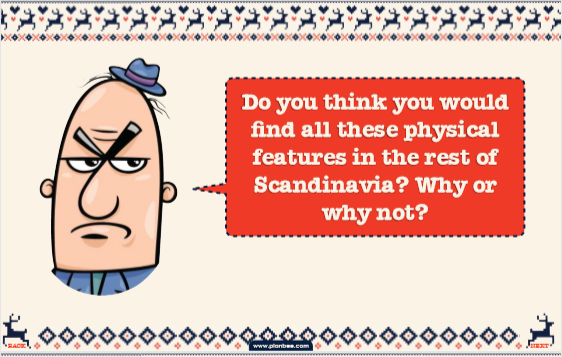 Do you think you would
find all these physical
features in the rest of
Scandinavia? Why or
why not?
BACK
www.planbee.com
NEXT